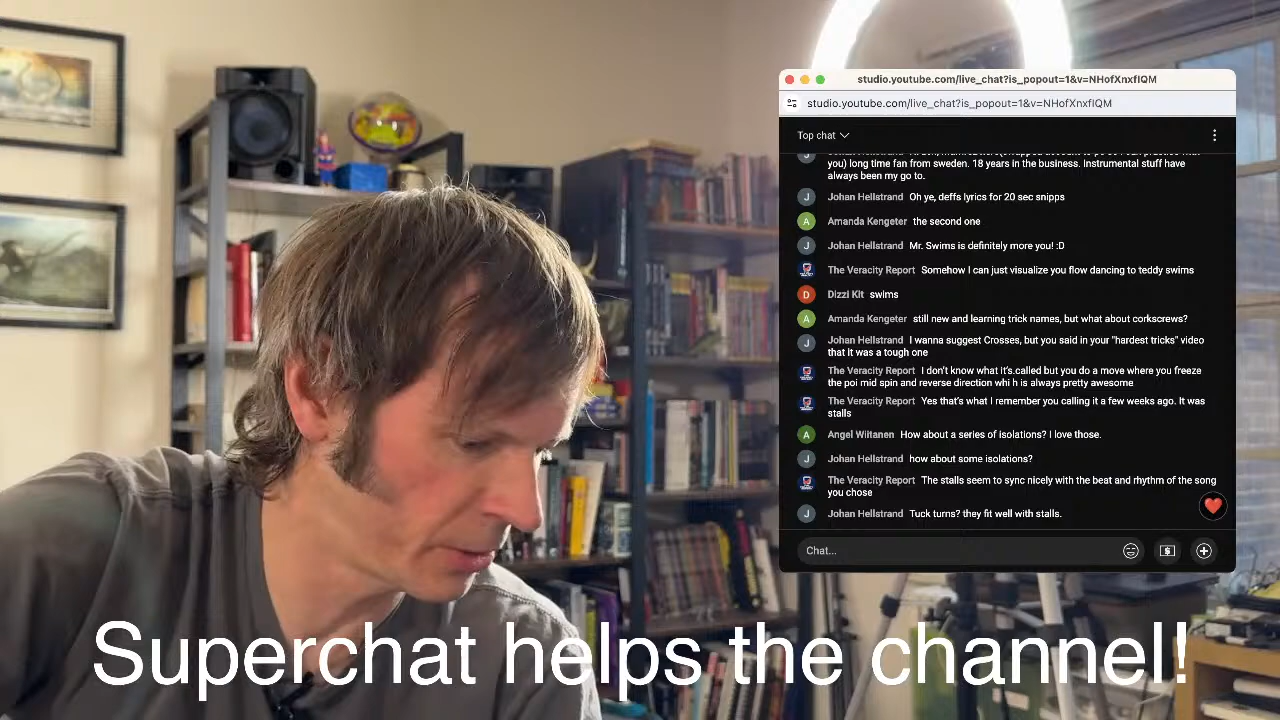 studio.youtube.com/live_chat?is_popout=1&v=NHofXnxfIQM
studio.youtube.com/live_chat?is_popout=1&v=NHofXnxfIQM
Top chat
you) long time fan from sweden. 18 years in the business. Instrumental stuff have
always been my go to.
Johan Hellstrand Oh ye, deffs lyrics for 20 sec snipps
Amanda Kengeter the second one
Johan Hellstrand Mr. Swims is definitely more you! :D
The Veracity Report Somehow I can just visualize you flow dancing to teddy swims
D Dizzi Kit swims
A Amanda Kengeter still new and learning trick names, but what about corkscrews?
J Johan Hellstrand I wanna suggest Crosses, but you said in your "hardest tricks" video
that it was a tough one
The Veracity Report I don't know what it's.called but you do a move where you freeze
the poi mid spin and reverse direction whi h is always pretty awesome
The Veracity Report Yes that's what I remember you calling it a few weeks ago. It was
stalls
A Angel Wiitanen How about a series of isolations? I love those.
J Johan Hellstrand how about some isolations?
The Veracity Report The stalls seem to sync nicely with the beat and rhythm of the song
you chose
J Johan Hellstrand Tuck turns? they fit well with stalls.
Chat...
Superchat helps the channel!